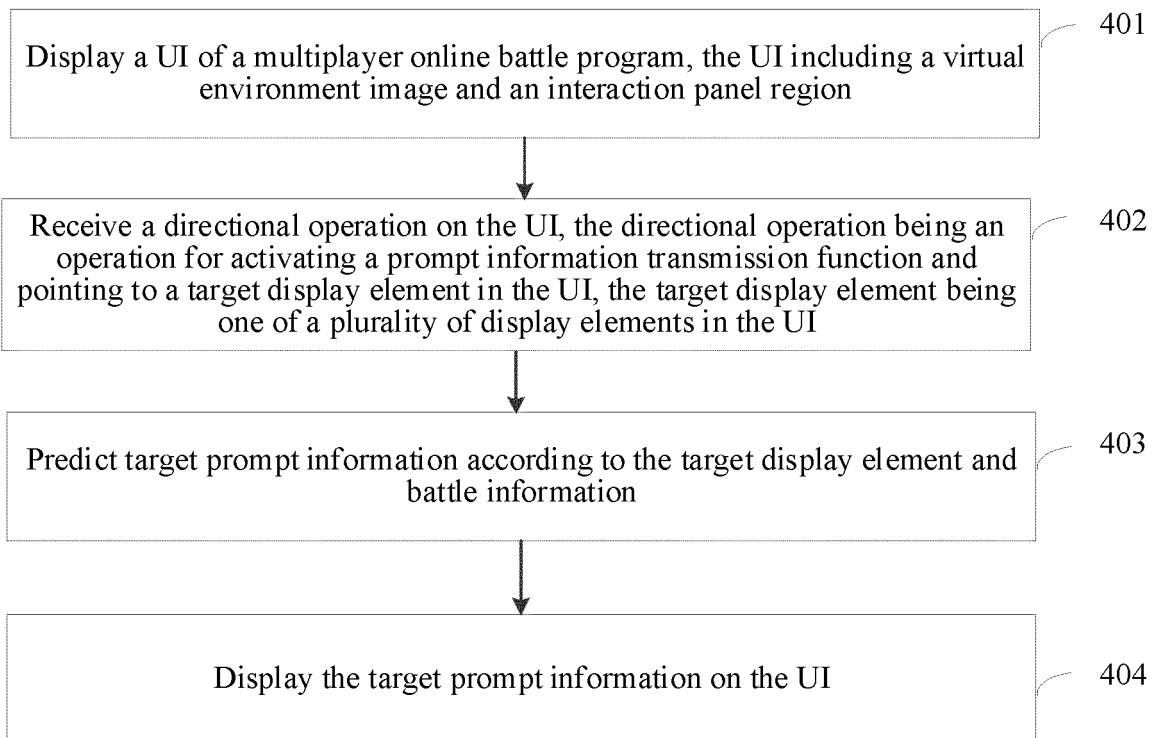 Display a UI of a multiplayer online battle program, the UI including a virtual
environment image and an interaction panel region
401
Receive a directional operation on the UI, the directional operation being an
operation for activating a prompt information transmission function and
pointing to a target display element in the UI, the target display element being
one of a plurality of display elements in the UI
402
Predict target prompt information according to the target display element and
battle information
403
Display the target prompt information on the UI
404